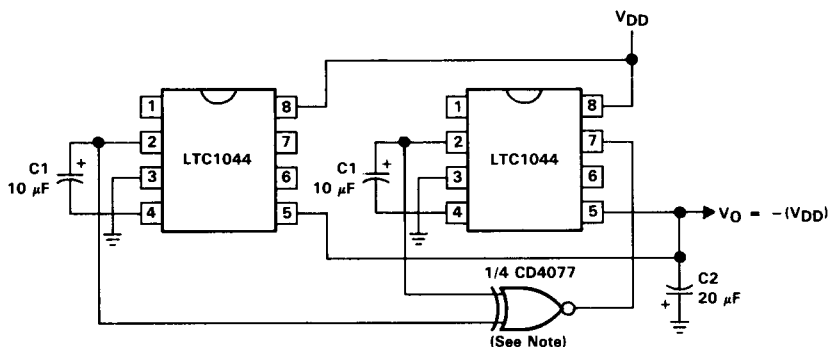 VDD
1
2
3
4
LTC1044
8
7
6
5
C1
+
10 µF
1
2
3
4
LTC1044
8
7
6
5
C1
+
10 µF
VO = -(VDD)
1/4 CD4077
(See Note)
C2
+
20 µF